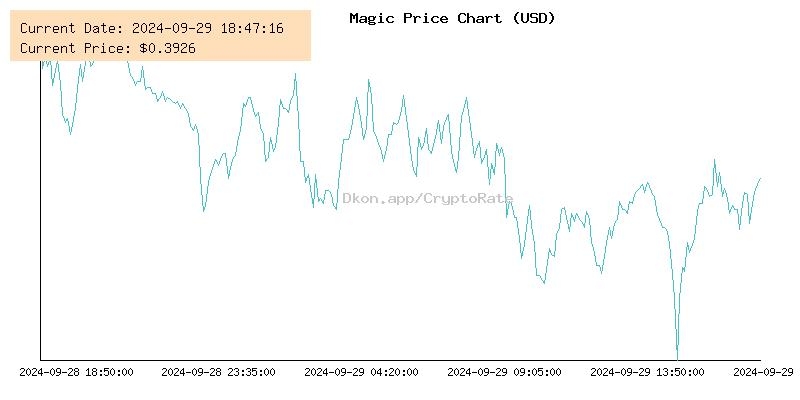 Magic Price Chart (USD)
Current Date: 2024-09-29 18:47:16
Current Price: $0.3926
Dkon.app/CryptoRate
2024-09-28 18:50:00 2024-09-28 23:35:00 2024-09-29 04:20:00 2024-09-29 09:05:00 2024-09-29 13:50:00 2024-09-29